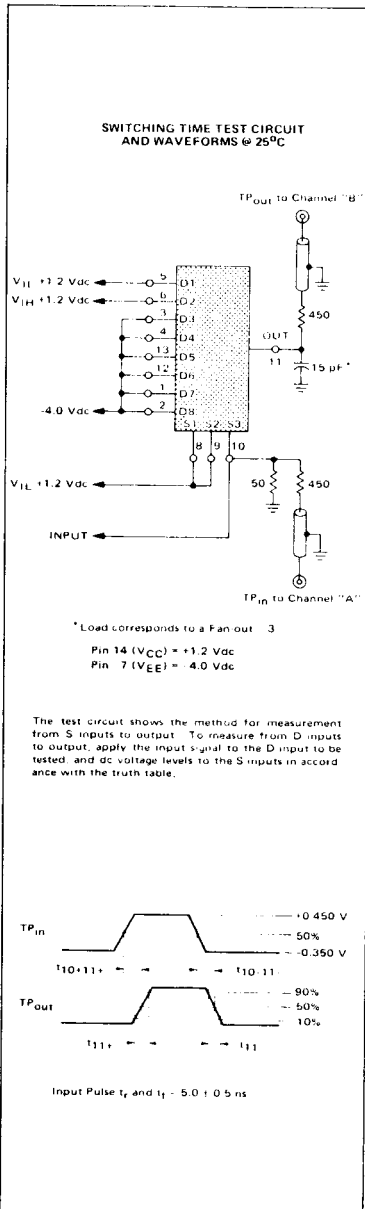 SWITCHING TIME TEST CIRCUIT
AND WAVEFORMS @ 25°C
TPout to Channel "B"
450
OUT
11
15 pF*
VIL +1.2 Vdc
5
D1
VIH +1.2 Vdc
6
D2
3
D3
4
D4
13
D5
12
D6
1
D7
-4.0 Vdc
2
D8
S1 S2 S3
8 9 10
VIL +1.2 Vdc
50
450
INPUT
TPin to Channel "A"
*Load corresponds to a Fan out 3
Pin 14 (VCC) = +1.2 Vdc
Pin 7 (VEE) = -4.0 Vdc
The test circuit shows the method for measurement
from S inputs to output. To measure from D inputs
to output, apply the input signal to the D input to be
tested, and dc voltage levels to the S inputs in accord
ance with the truth table.
TPin
+0.450 V
50%
-0.350 V
t10+11+
t10-11-
TPout
90%
50%
10%
t11+
t11
Input Pulse tr and tf - 5.0 ± 0.5 ns